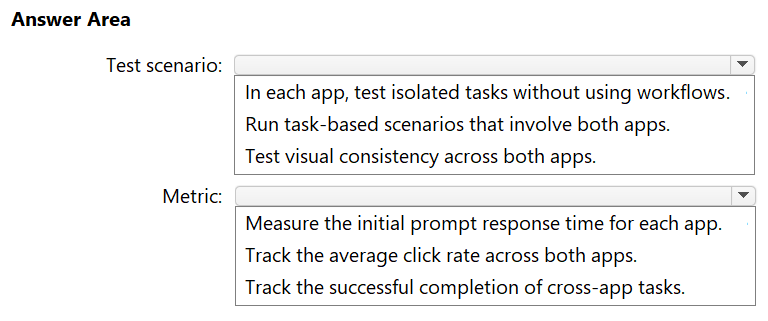 Answer Area
Test scenario:
In each app, test isolated tasks without using workflows.
Run task-based scenarios that involve both apps.
Test visual consistency across both apps.
Metric:
Measure the initial prompt response time for each app.
Track the average click rate across both apps.
Track the successful completion of cross-app tasks.